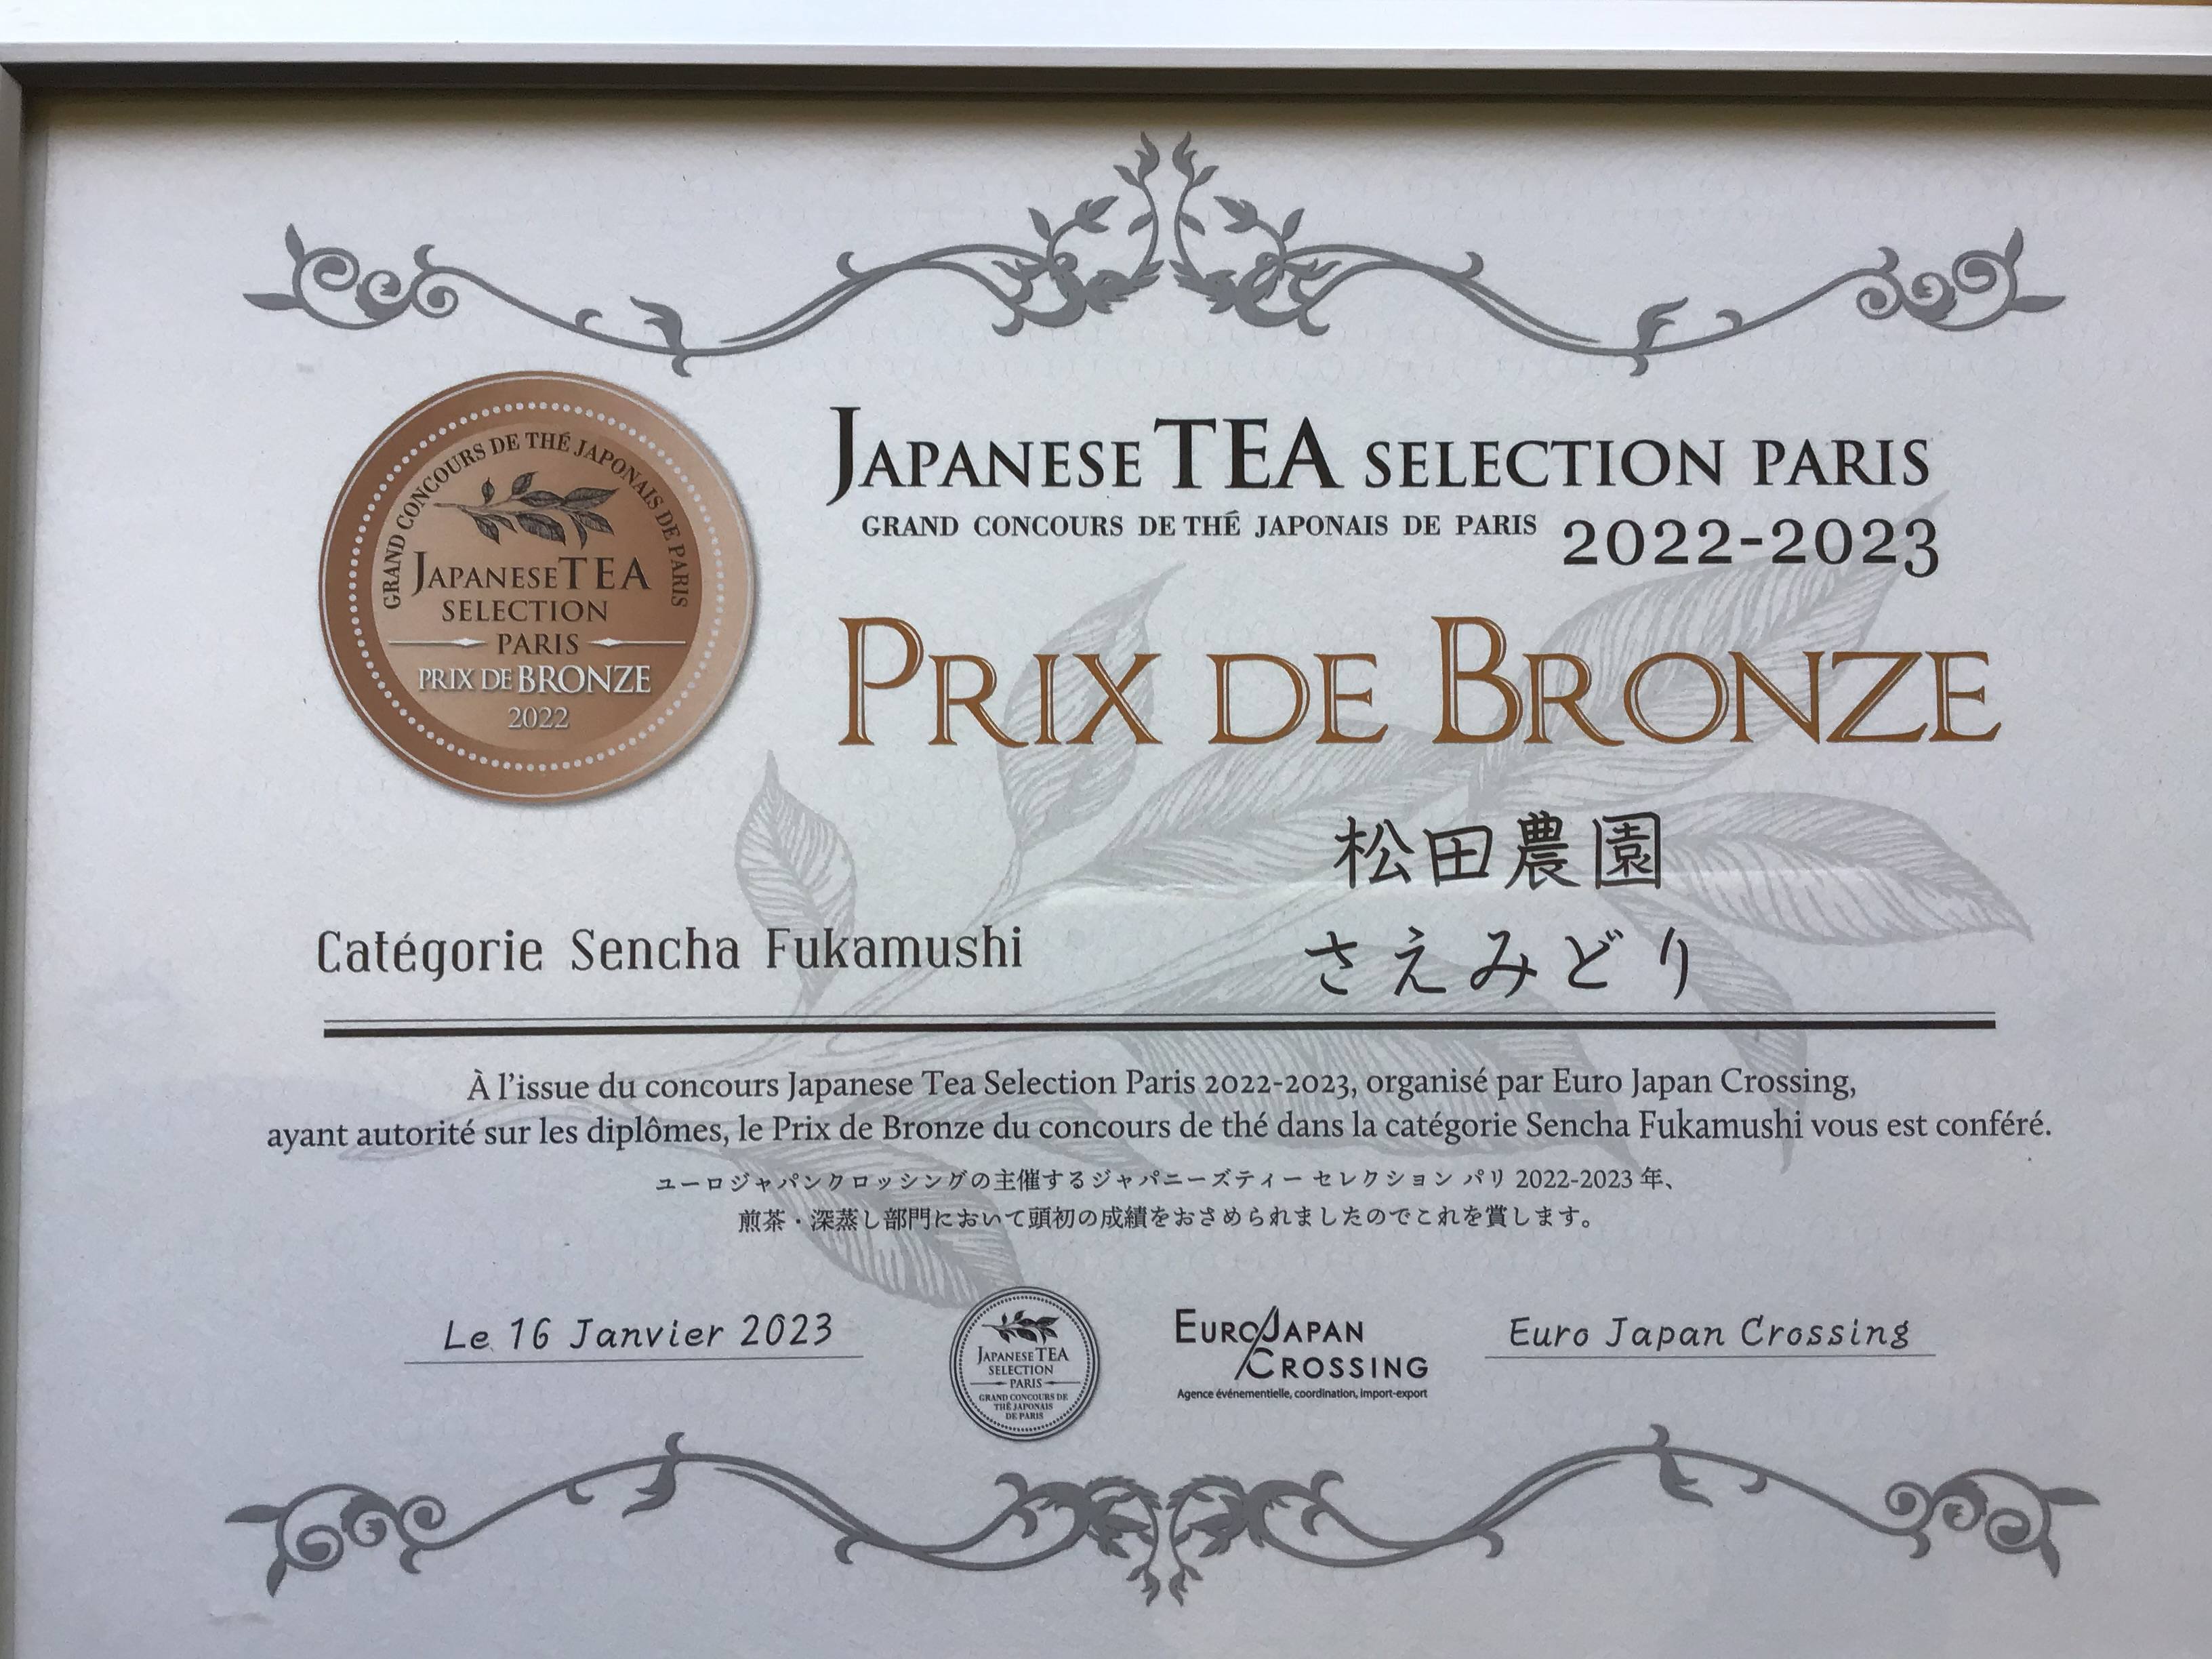 GRAND CONCOURS DE THÉ JAPONAIS DE PARIS
JAPANESE TEA
SELECTION
PARIS
PRIX DE BRONZE
2022
JAPANESE TEA SELECTION PARIS
GRAND CONCOURS DE THÉ JAPONAIS DE PARIS 2022-2023
PRIX DE BRONZE
松田農園
Catégorie Sencha Fukamushi
さえみどり
À l'issue du concours Japanese Tea Selection Paris 2022-2023, organisé par Euro Japan Crossing,
ayant autorité sur les diplômes, le Prix de Bronze du concours de thé dans la catégorie Sencha Fukamushi vous est conféré.
ユーロジャパンクロッシングの主催するジャパニーズティー セレクション パリ 2022-2023 年、
煎茶・深蒸し部門において頭初の成績をおさめられましたのでこれを賞します。
Le 16 Janvier 2023
JAPANESE TEA
SELECTION
PARIS
GRAND CONCOURS DE
THÉ JAPONAIS
DE PARIS
EURO JAPAN
CROSSING
Agence événementielle, coordination, import-export
Euro Japan Crossing